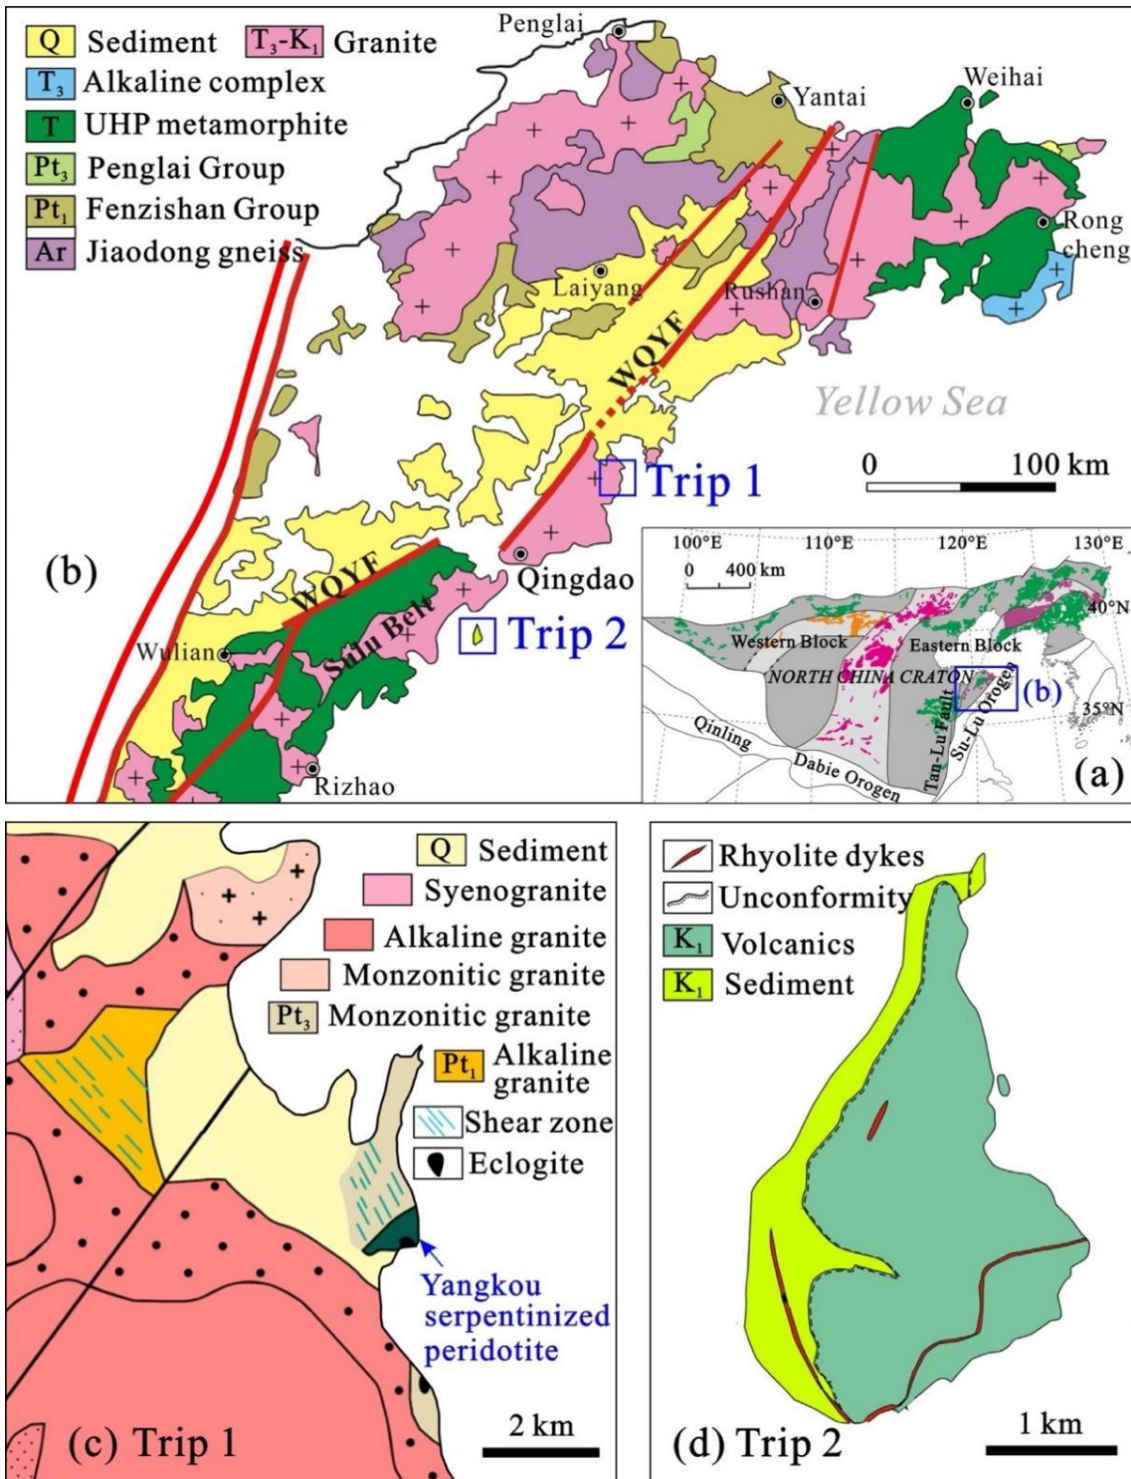 Q Sediment T₃-K₁ Granite
T₃ Alkaline complex
T UHP metamorphite
Pt₃ Penglai Group
Pt₁ Fenzishan Group
Ar Jiaodong gneiss
Penglai
Yantai
Weihai
Rong
cheng
Laiyang
Rushan
WQYF
Yellow Sea
0 100 km
Trip 1
(b)
Qingdao
WQYF
Sulu Belt
Trip 2
Wulian
Rizhao
100°E 110°E 120°E 130°E
0 400 km
40°N
Western Block
Eastern Block
NORTH CHINA CRATON
(b)
35°N
Qinling
Dabie Orogen
Tan-Lu Fault
Su-Lu Orogen
(a)
Q Sediment
Syenogranite
Alkaline granite
Monzonitic granite
Pt₃ Monzonitic granite
Pt₁ Alkaline
granite
Shear zone
Eclogite
Yangkou
serpentinized
peridotite
(c) Trip 1
2 km
Rhyolite dykes
Unconformity
K₁ Volcanics
K₁ Sediment
(d) Trip 2
1 km